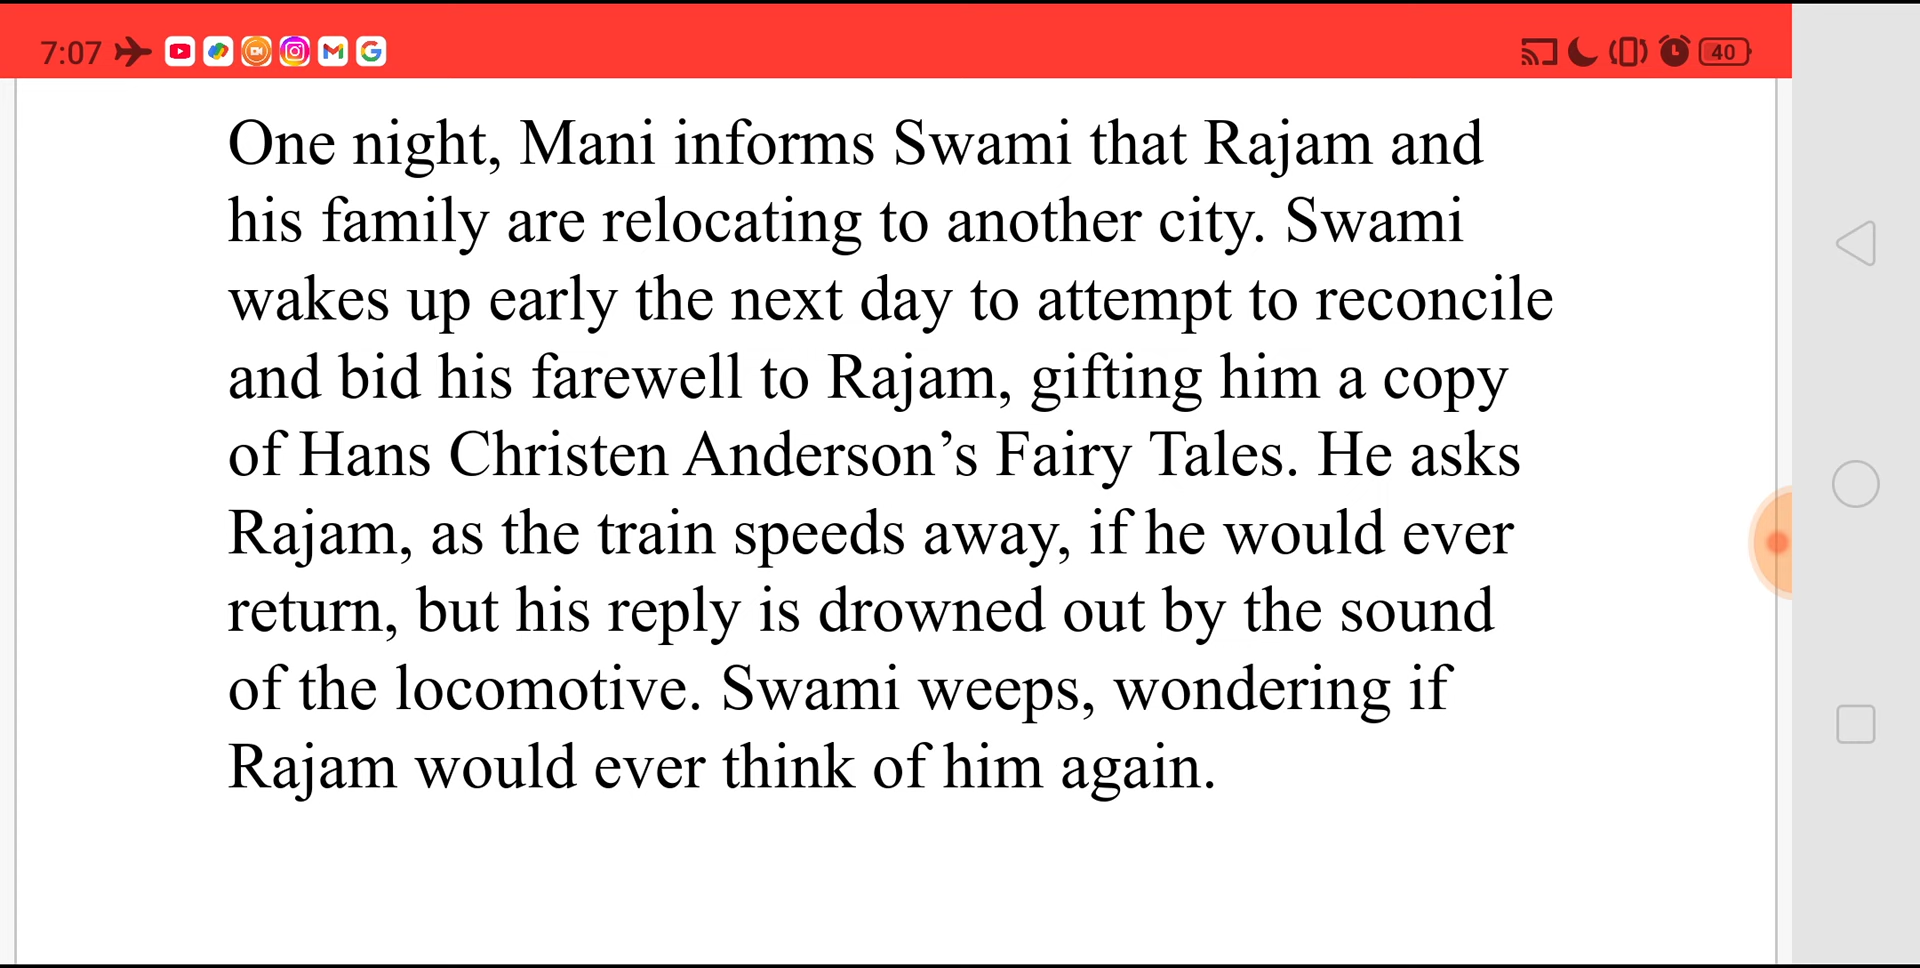 7:07
40
One night, Mani informs Swami that Rajam and
his family are relocating to another city. Swami
wakes up early the next day to attempt to reconcile
and bid his farewell to Rajam, gifting him a copy
of Hans Christen Anderson’s Fairy Tales. He asks
Rajam, as the train speeds away, if he would ever
return, but his reply is drowned out by the sound
of the locomotive. Swami weeps, wondering if
Rajam would ever think of him again.